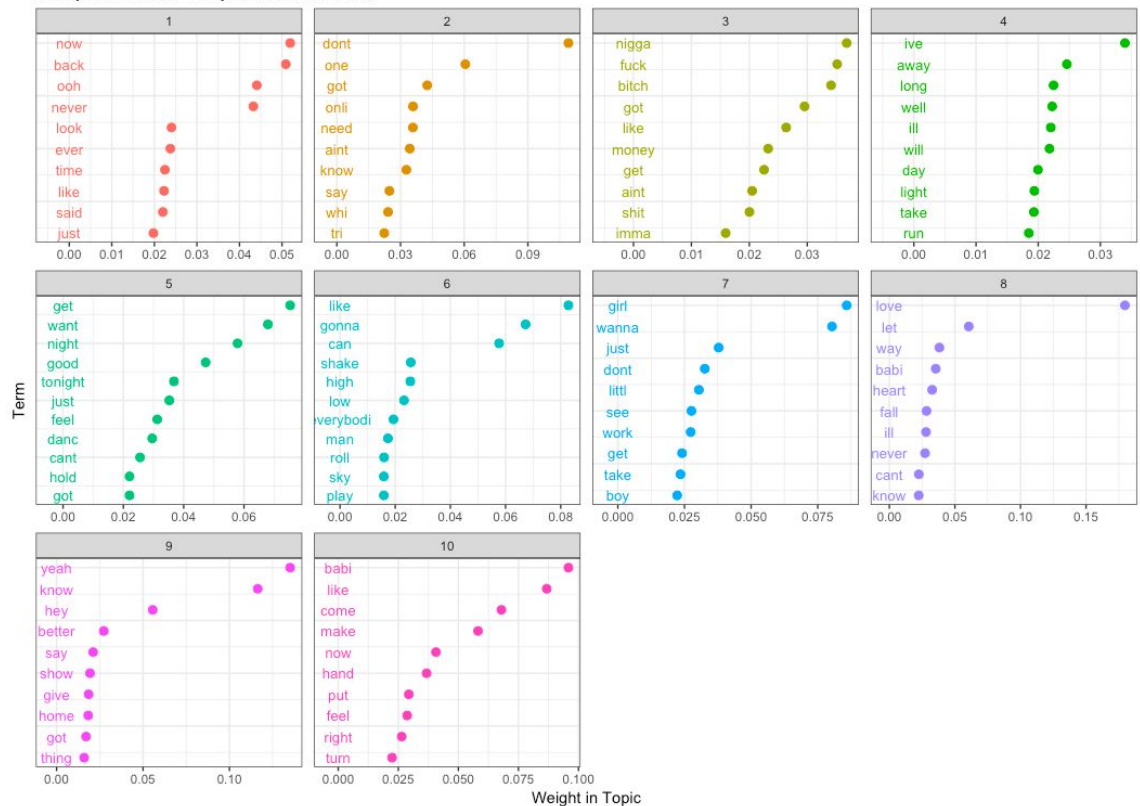 1
now
back
ooh
never
look
ever
time
like
said
just
0.00 0.01 0.02 0.03 0.04 0.05
2
dont
one
got
onli
need
aint
know
say
whi
tri
0.00 0.03 0.06 0.09
3
nigga
fuck
bitch
got
like
money
get
aint
shit
imma
0.00 0.01 0.02 0.03
4
ive
away
long
well
ill
will
day
light
take
run
0.00 0.01 0.02 0.03
Term
5
get
want
night
good
tonight
just
feel
danc
cant
hold
got
0.00 0.02 0.04 0.06
6
like
gonna
can
shake
high
low
verybodi
man
roll
sky
play
0.00 0.02 0.04 0.06 0.08
7
girl
wanna
just
dont
littl
see
work
get
take
boy
0.000 0.025 0.050 0.075
8
love
let
way
babi
heart
fall
ill
never
cant
know
0.00 0.05 0.10 0.15
9
yeah
know
hey
better
say
show
give
home
got
thing
0.00 0.05 0.10
10
babi
like
come
make
now
hand
put
feel
right
turn
0.000 0.025 0.050 0.075 0.100
Weight in Topic